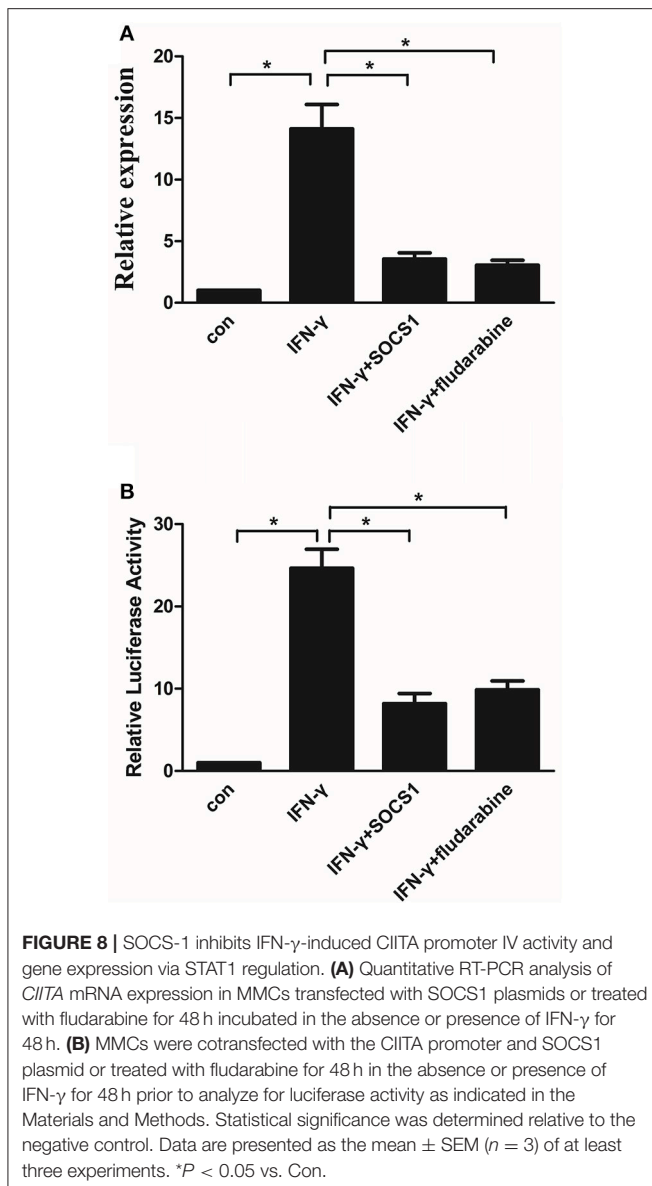 A
*
*
*
20
15
10
5
0
Relative expression
con
IFN-γ
IFN-γ+SOCS1
IFN-γ+fludarabine
B
*
*
*
30
20
10
0
Relative Luciferase Activity
con
IFN-γ
IFN-γ+SOCS1
IFN-γ+fludarabine
FIGURE 8 | SOCS-1 inhibits IFN-γ-induced CIITA promoter IV activity and
gene expression via STAT1 regulation. (A) Quantitative RT-PCR analysis of
CIITA mRNA expression in MMCs transfected with SOCS1 plasmids or treated
with fludarabine for 48 h incubated in the absence or presence of IFN-γ for
48 h. (B) MMCs were cotransfected with the CIITA promoter and SOCS1
plasmid or treated with fludarabine for 48 h in the absence or presence of
IFN-γ for 48 h prior to analyze for luciferase activity as indicated in the
Materials and Methods. Statistical significance was determined relative to the
negative control. Data are presented as the mean ± SEM (n = 3) of at least
three experiments. *P < 0.05 vs. Con.